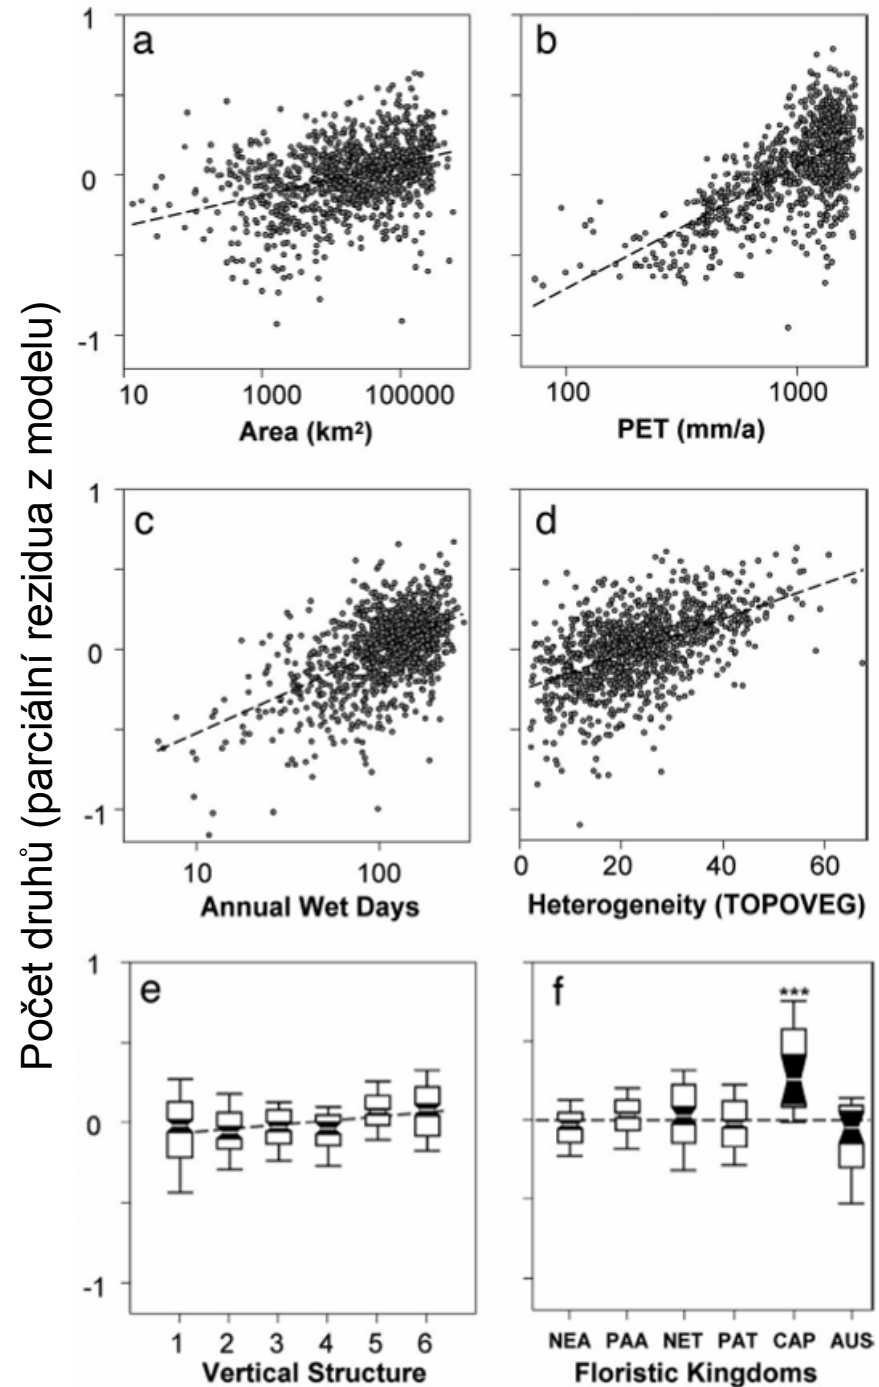 Počet druhů (parciální rezidua z modelu)
a
1
0
-1
10 1000 100000
Area (km²)
b
100 1000
PET (mm/a)
c
1
0
-1
10 100
Annual Wet Days
d
0 20 40 60
Heterogeneity (TOPOVEG)
e
1
0
-1
1 2 3 4 5 6
Vertical Structure
f
***
NEA PAA NET PAT CAP AUS
Floristic Kingdoms